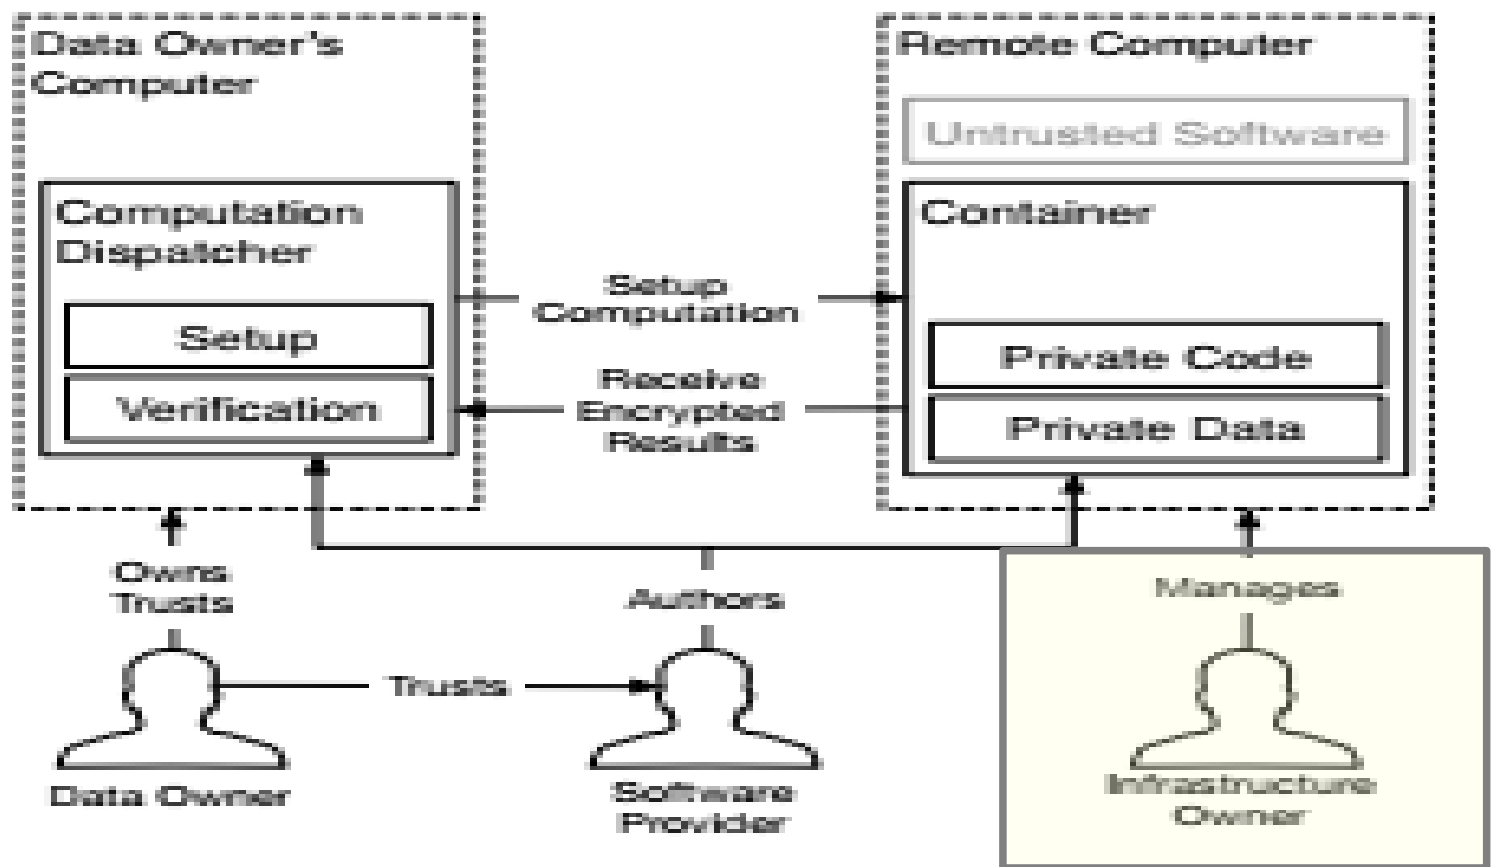 Data Owner's
Computer
Computation
Dispatcher
Setup
Verification
Setup
Computation
Receive
Encrypted
Results
Remote Computer
Untrusted Software
Container
Private Code
Private Data
Owns
Trusts
Authors
Manages
Trusts
Data Owner
Software
Provider
Infrastructure
Owner